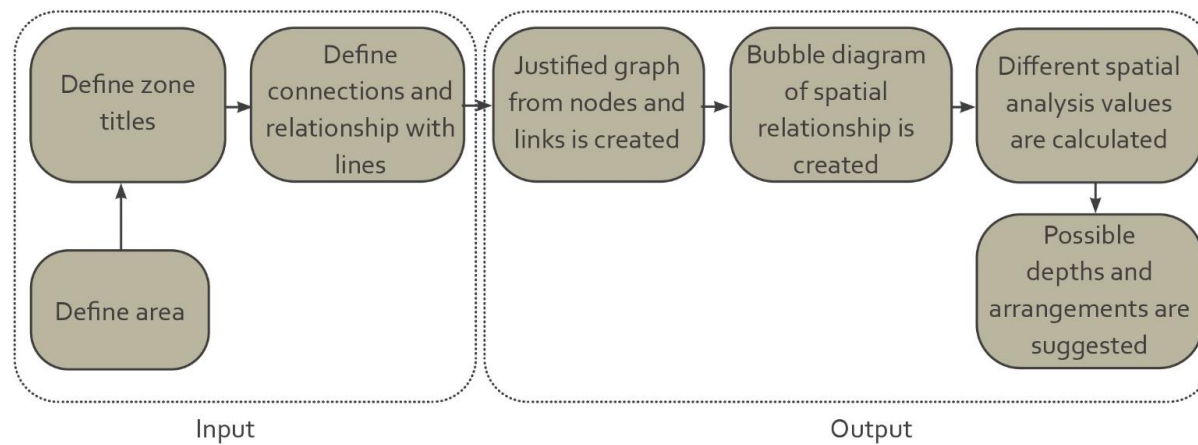 Define zone
titles
Define
connections and
relationship with
lines
Justified graph
from nodes and
links is created
Bubble diagram
of spatial
relationship is
created
Different spatial
analysis values
are calculated
Define area
Possible
depths and
arrangements are
suggested
Input
Output